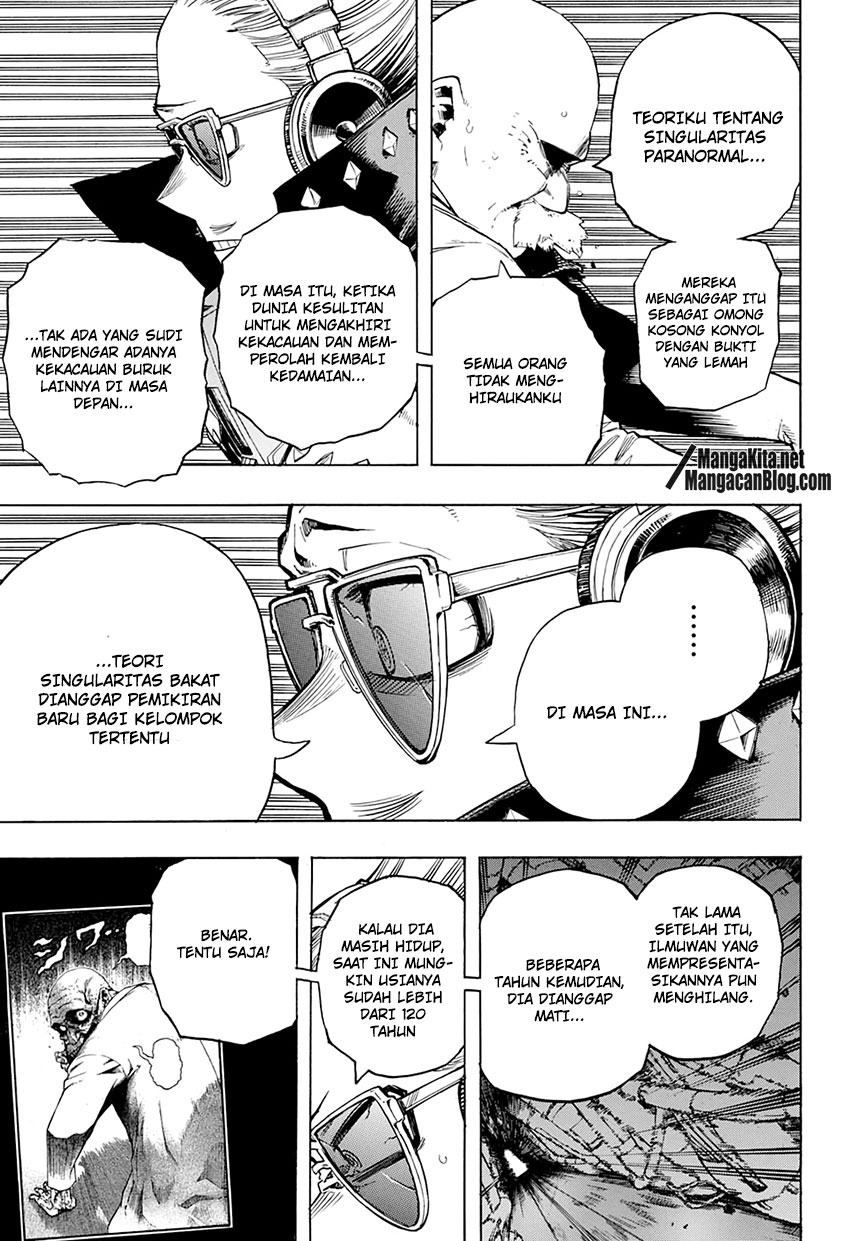 TEORIKU TENTANG
SINGULARITAS
PARANORMAL...
MEREKA
MENGANGGAP ITU
SEBAGAI OMONG
KOSONG KONYOL
DENGAN BUKTI
YANG LEMAH
SEMUA ORANG
TIDAK MENG-
HIRAUKANKU
DI MASA ITU, KETIKA
DUNIA KESULITAN
UNTUK MENGAKHIRI
KEKACAUAN DAN MEM-
PEROLAH KEMBALI
KEDAMAIAN...
...TAK ADA YANG SUDI
MENDENGAR ADANYA
KEKACAUAN BURUK
LAINNYA DI MASA
DEPAN...
MangaKita.net
MangacanBlog.com
......
DI MASA INI...
...TEORI
SINGULARITAS BAKAT
DIANGGAP PEMIKIRAN
BARU BAGI KELOMPOK
TERTENTU
TAK LAMA
SETELAH ITU,
ILMUWAN YANG
MEMPRESENTA-
SIKANNYA PUN
MENGHILANG.
BEBERAPA
TAHUN KEMUDIAN,
DIA DIANGGAP
MATI...
KALAU DIA
MASIH HIDUP,
SAAT INI MUNG-
KIN USIANYA
SUDAH LEBIH
DARI 120
TAHUN
BENAR.
TENTU SAJA!
シワ...